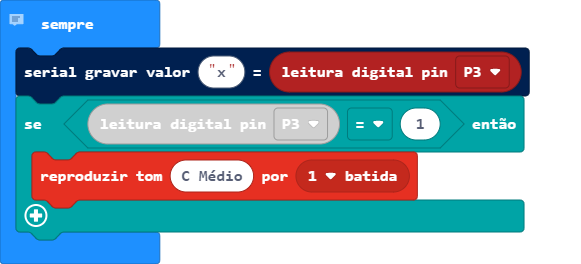 sempre
serial gravar valor "x" = leitura digital pin P3
se leitura digital pin P3 = 1 então
reproduzir tom C Médio por 1 batida